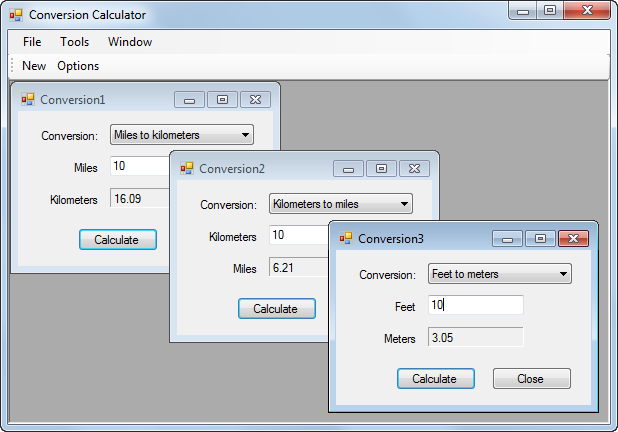 Conversion Calculator
File Tools Window
New Options
Conversion1
Conversion: Miles to kilometers
Miles 10
Kilometers 16.09
Calculate
Conversion2
Conversion: Kilometers to miles
Kilometers 10
Miles 6.21
Calculate
Conversion3
Conversion: Feet to meters
Feet 10
Meters 3.05
Calculate Close